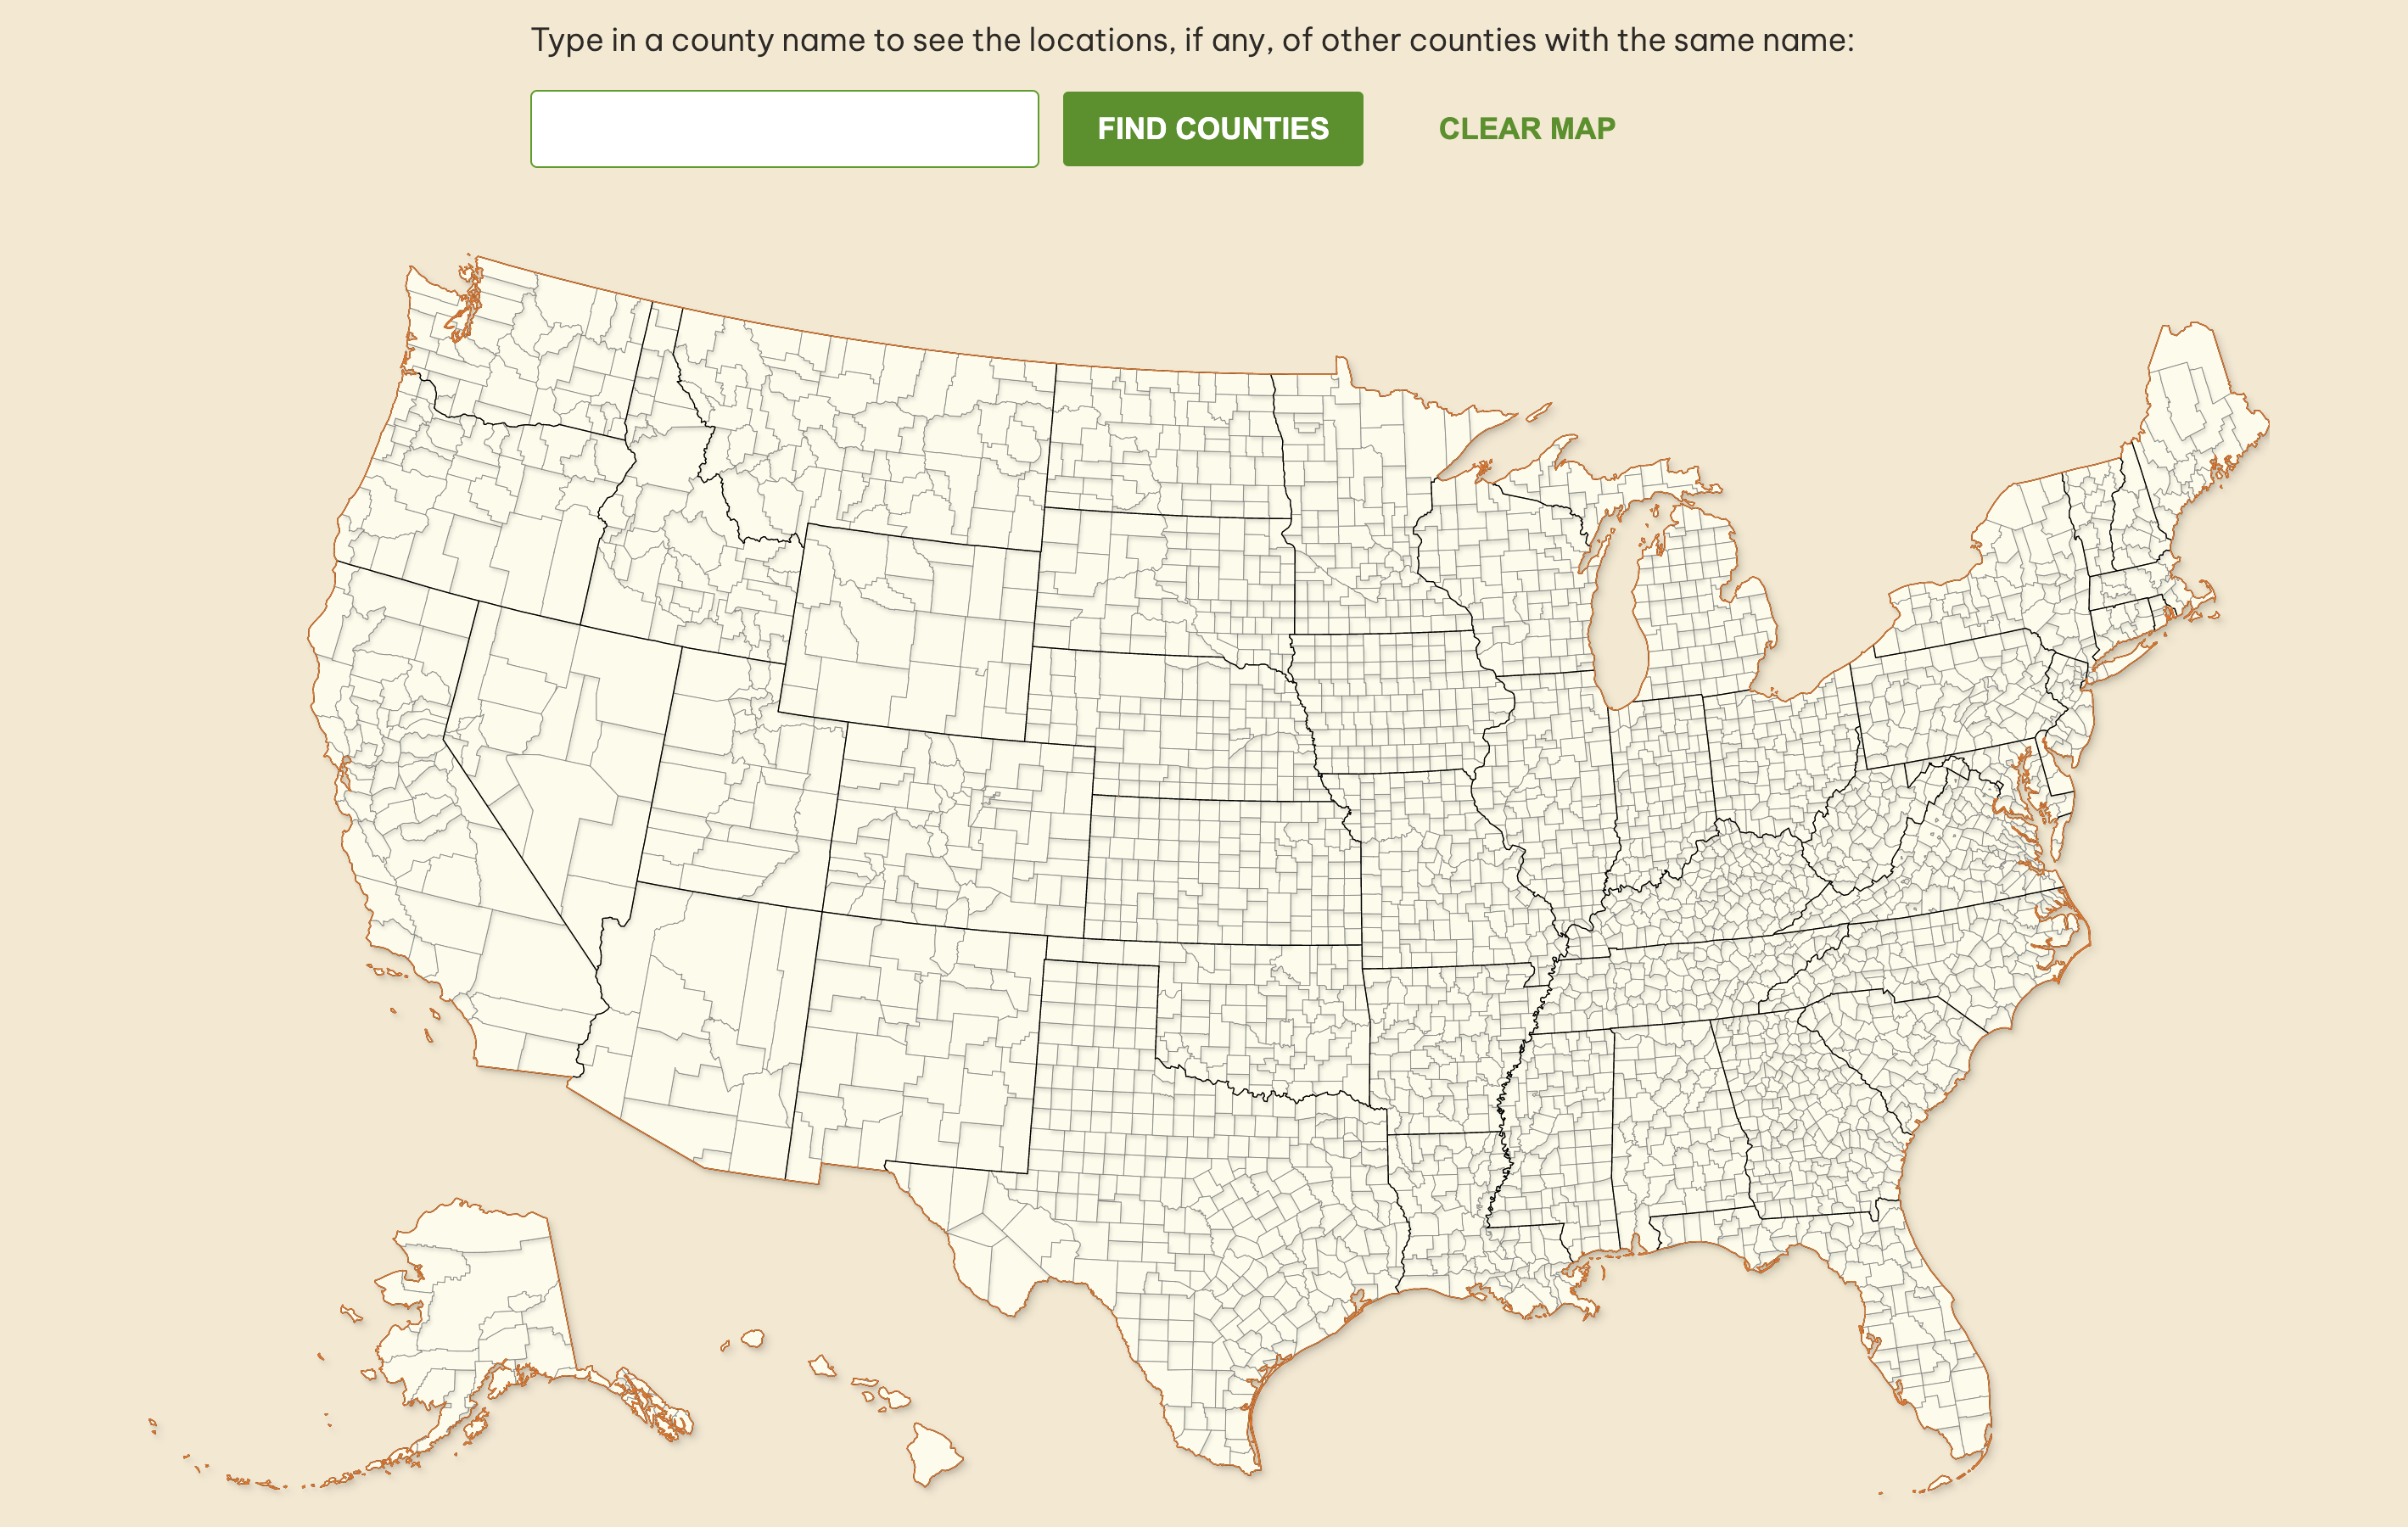 Type in a county name to see the locations, if any, of other counties with the same name:
FIND COUNTIES
CLEAR MAP